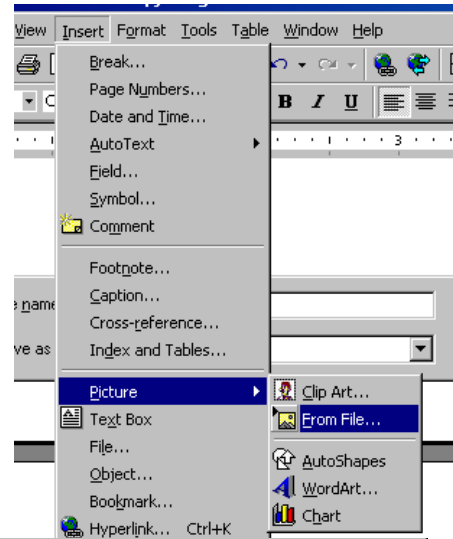 View Insert Format Tools Table Window Help
Break...
Page Numbers...
B I U
Date and Time...
AutoText
3
Field...
Symbol...
Comment
Footnote...
Caption...
name
Cross-reference...
ve as
Index and Tables...
Picture
Clip Art...
Text Box
From File...
File...
AutoShapes
Object...
WordArt...
Bookmark...
Chart
Hyperlink... Ctrl+K